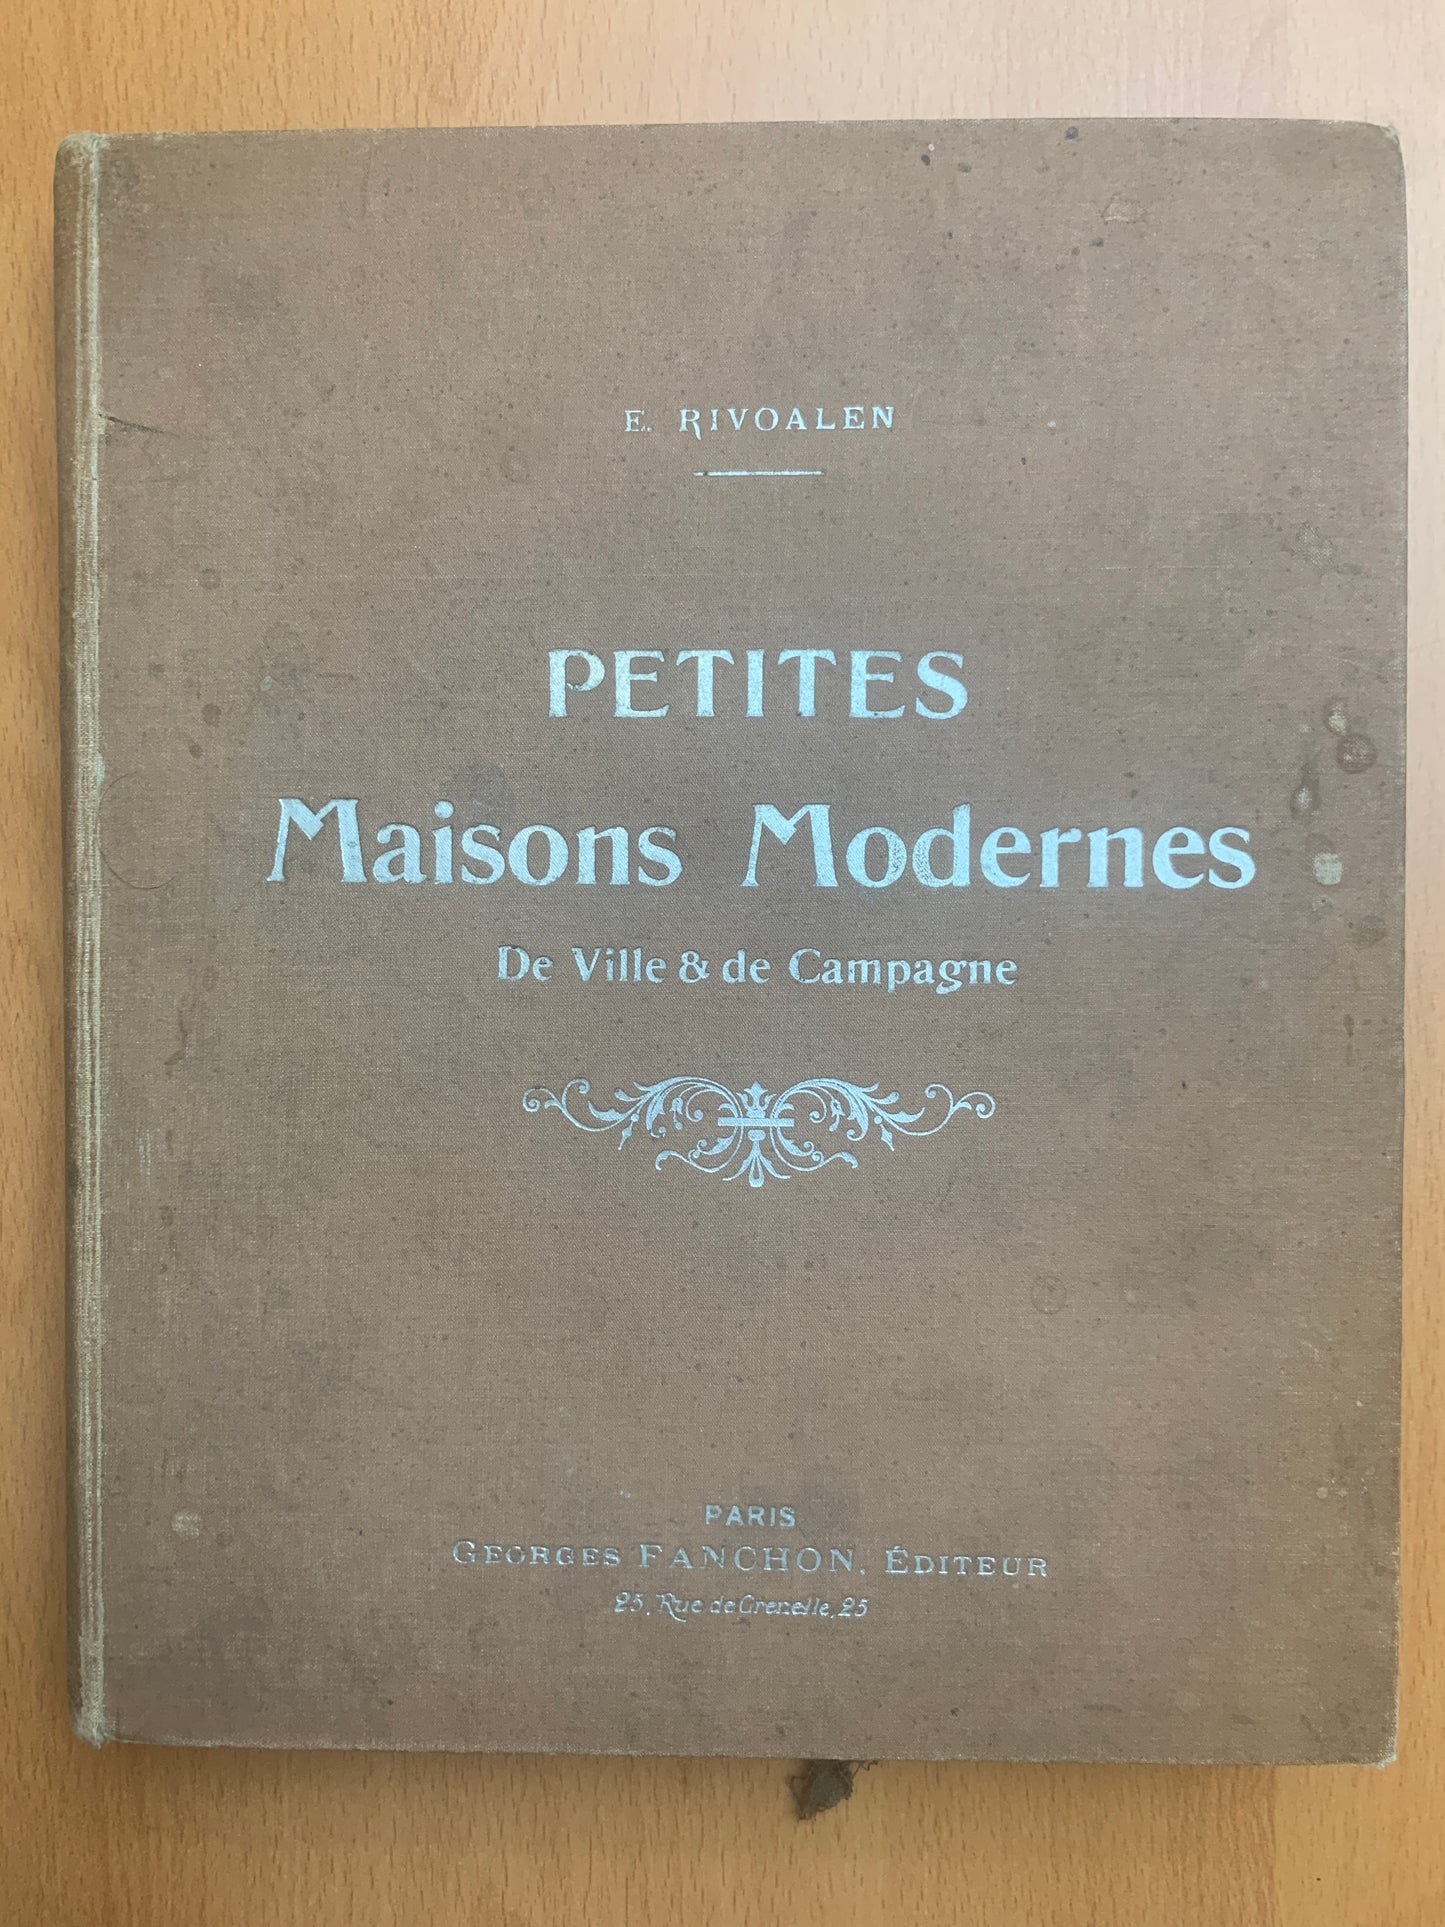 E. RIVOALEN
PETITES
Maisons Modernes
De Ville & de Campagne
PARIS
GEORGES FANCHON, ÉDITEUR
25, Rue de Grenelle, 25